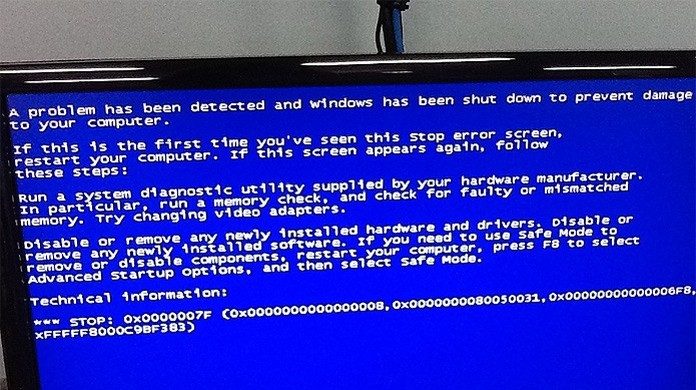 A problem has been detected and Windows has been shut down to prevent damage
to your computer.
If this is the first time you've seen this Stop error screen,
restart your computer. If this screen appears again, follow
these steps:
Run a system diagnostic utility supplied by your hardware manufacturer.
In particular, run a memory check, and check for faulty or mismatched
memory. Try changing video adapters.
Disable or remove any newly installed hardware and drivers. Disable or
remove any newly installed software. If you need to use Safe Mode to
remove or disable components, restart your computer, press F8 to select
Advanced Startup Options, and then select Safe Mode.
Technical information:
*** STOP: 0x0000007F (0x0000000000000008,0x0000000080050031,0x00000000000006F8,
xFFFFF8000C9BF383)